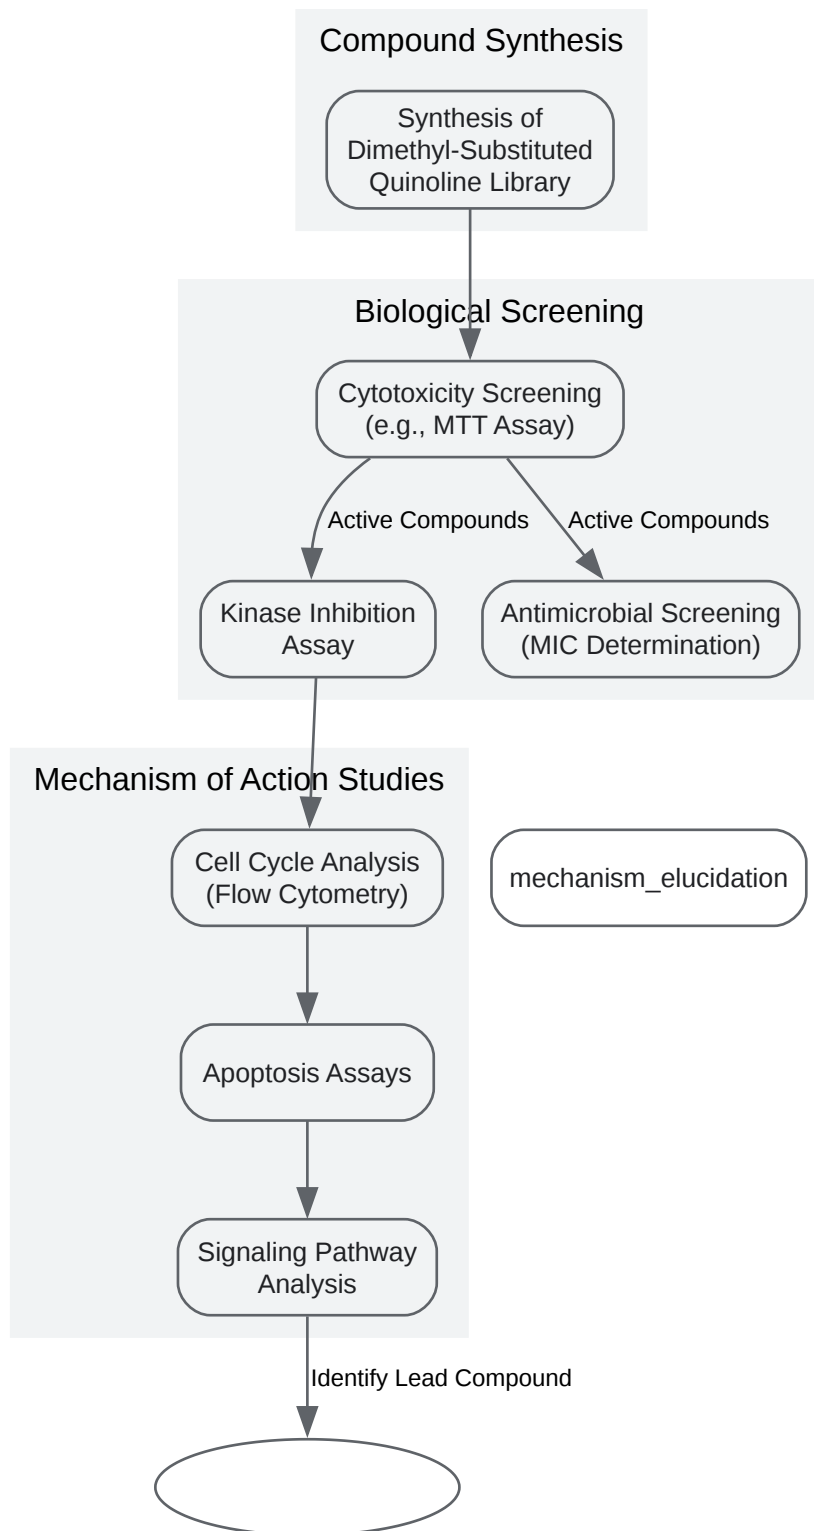 Compound Synthesis
Synthesis of
Dimethyl-Substituted
Quinoline Library
Biological Screening
Cytotoxicity Screening
(e.g., MTT Assay)
Active Compounds
Active Compounds
Kinase Inhibition
Assay
Antimicrobial Screening
(MIC Determination)
Mechanism of Action Studies
Cell Cycle Analysis
(Flow Cytometry)
mechanism_elucidation
Apoptosis Assays
Signaling Pathway
Analysis
Identify Lead Compound